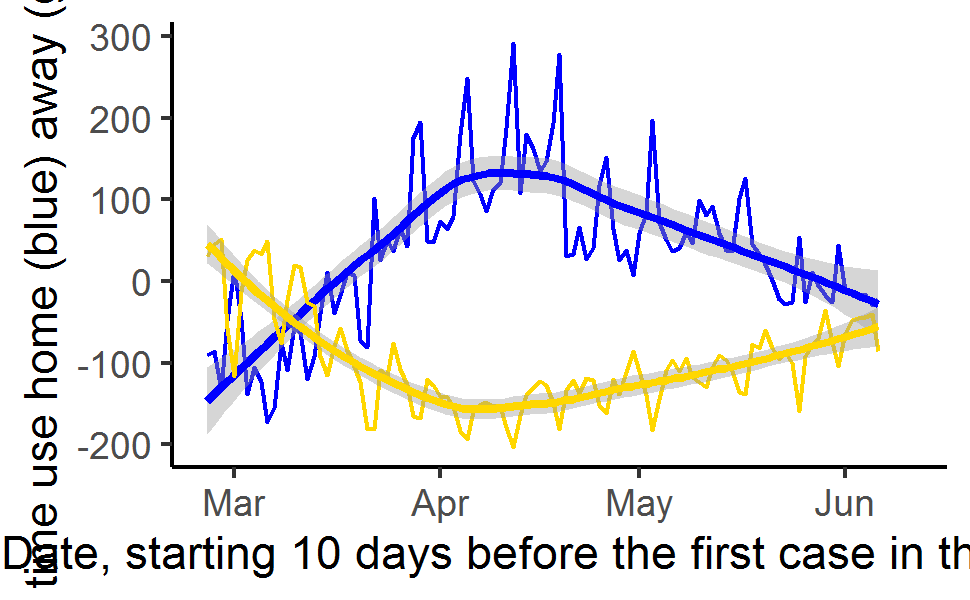 time use home (blue) away (
300
200
100
0
-100
-200
Mar Apr May Jun
Date, starting 10 days before the first case in th